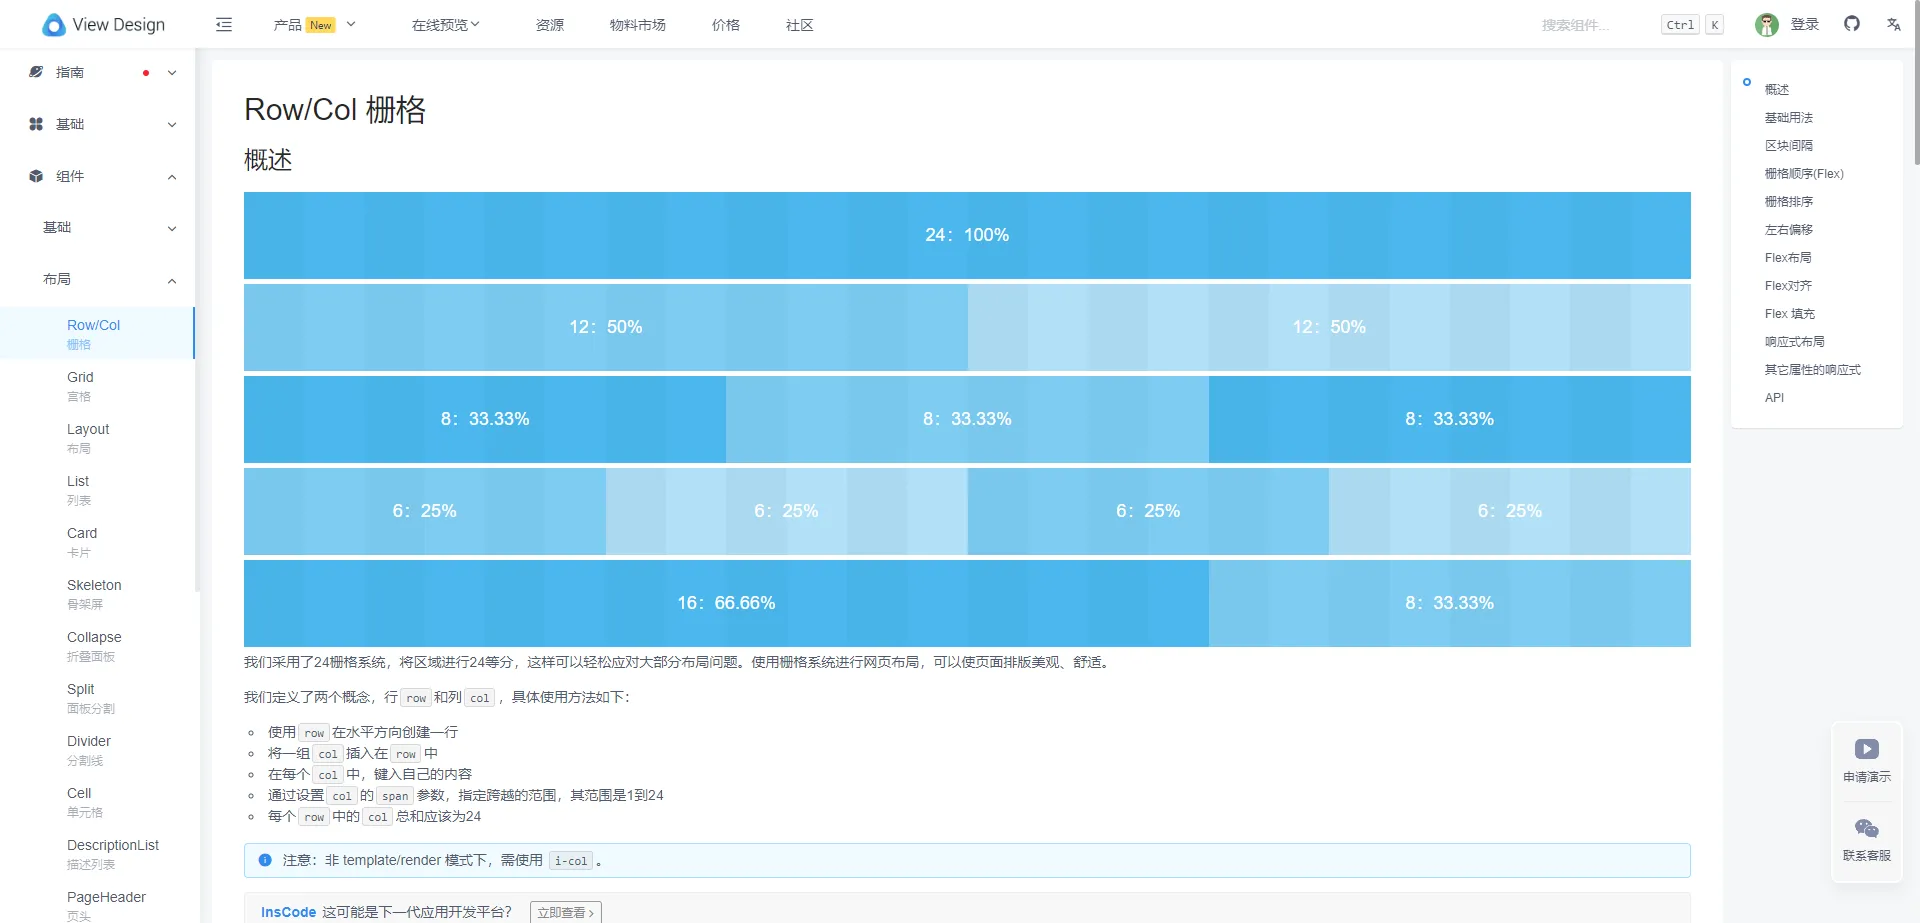 View Design
产品 New
在线预览
资源
物料市场
价格
社区
搜索组件...
Ctrl K
登录
指南
基础
组件
基础
布局
Row/Col
栅格
Grid
宫格
Layout
布局
List
列表
Card
卡片
Skeleton
骨架屏
Collapse
折叠面板
Split
面板分割
Divider
分割线
Cell
单元格
DescriptionList
描述列表
PageHeader
页头
Row/Col 栅格
概述
24：100%
12：50% 12：50%
8：33.33% 8：33.33% 8：33.33%
6：25% 6：25% 6：25% 6：25%
16：66.66% 8：33.33%
我们采用了24栅格系统，将区域进行24等分，这样可以轻松应对大部分布局问题。使用栅格系统进行网页布局，可以使页面排版美观、舒适。
我们定义了两个概念，行 row 和列 col ，具体使用方法如下：
使用 row 在水平方向创建一行
将一组 col 插入在 row 中
在每个 col 中，键入自己的内容
通过设置 col 的 span 参数，指定跨越的范围，其范围是1到24
每个 row 中的 col 总和应该为24
注意：非 template/render 模式下，需使用 i-col 。
InsCode 这可能是下一代应用开发平台？ 立即查看
概述
基础用法
区块间隔
栅格顺序(Flex)
栅格排序
左右偏移
Flex布局
Flex对齐
Flex 填充
响应式布局
其它属性的响应式
API
申请演示
联系客服